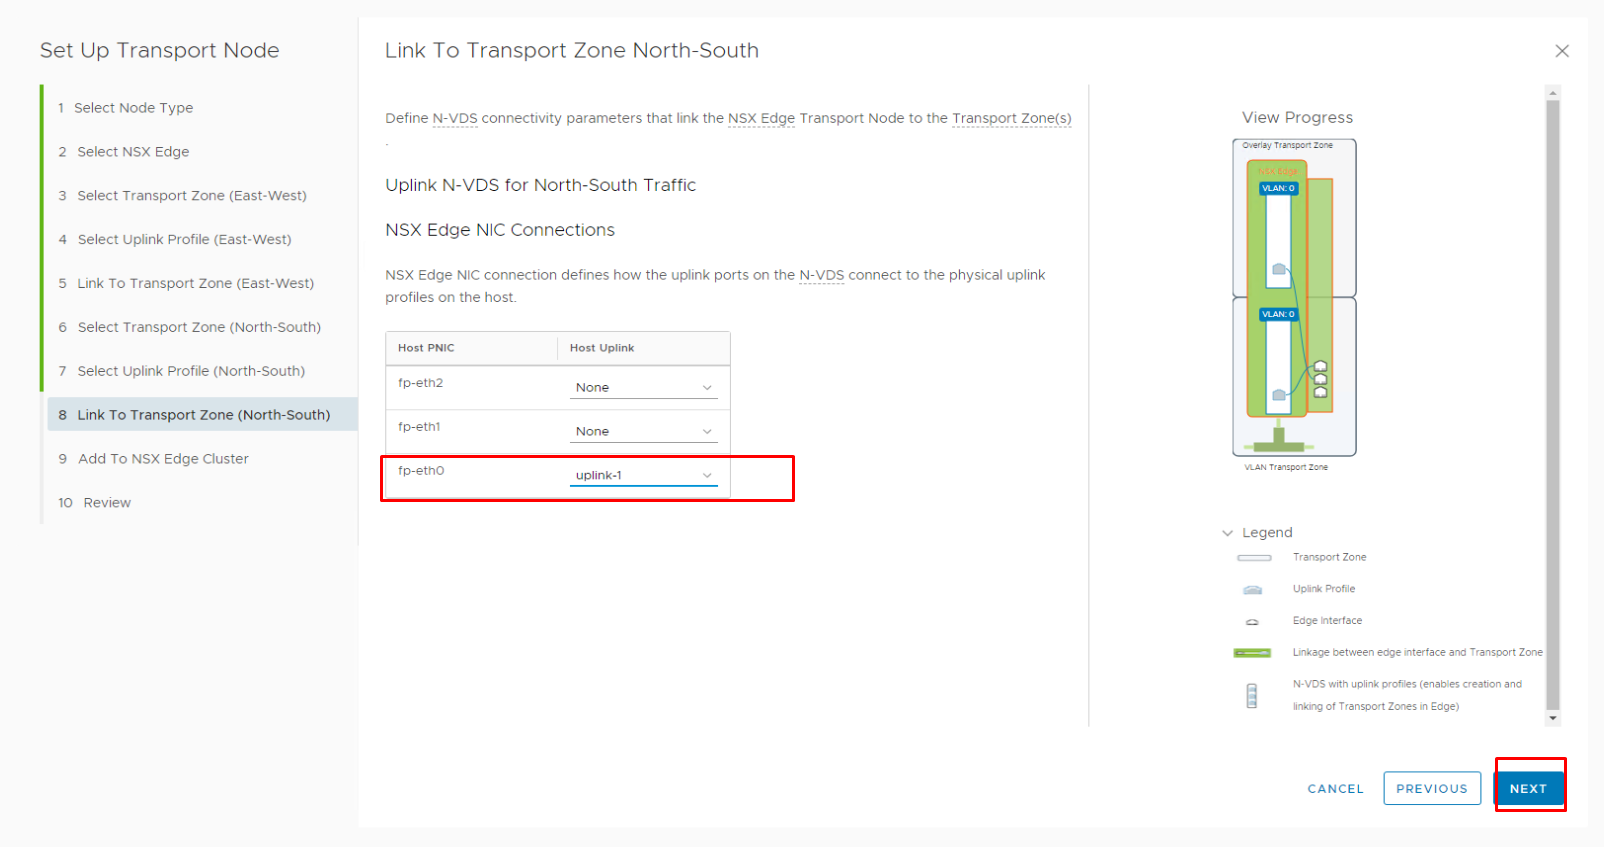 Set Up Transport Node
1 Select Node Type
2 Select NSX Edge
3 Select Transport Zone (East-West)
4 Select Uplink Profile (East-West)
5 Link To Transport Zone (East-West)
6 Select Transport Zone (North-South)
7 Select Uplink Profile (North-South)
8 Link To Transport Zone (North-South)
9 Add To NSX Edge Cluster
10 Review
Link To Transport Zone North-South
Define N-VDS connectivity parameters that link the NSX Edge Transport Node to the Transport Zone(s)
.
Uplink N-VDS for North-South Traffic
NSX Edge NIC Connections
NSX Edge NIC connection defines how the uplink ports on the N-VDS connect to the physical uplink
profiles on the host.
Host PNIC Host Uplink
fp-eth2 None
fp-eth1 None
fp-eth0 uplink-1
View Progress
Overlay Transport Zone
NSX Edge
VLAN: 0
VLAN: 0
VLAN Transport Zone
Legend
Transport Zone
Uplink Profile
Edge Interface
Linkage between edge interface and Transport Zone
N-VDS with uplink profiles (enables creation and
linking of Transport Zones in Edge)
CANCEL PREVIOUS NEXT